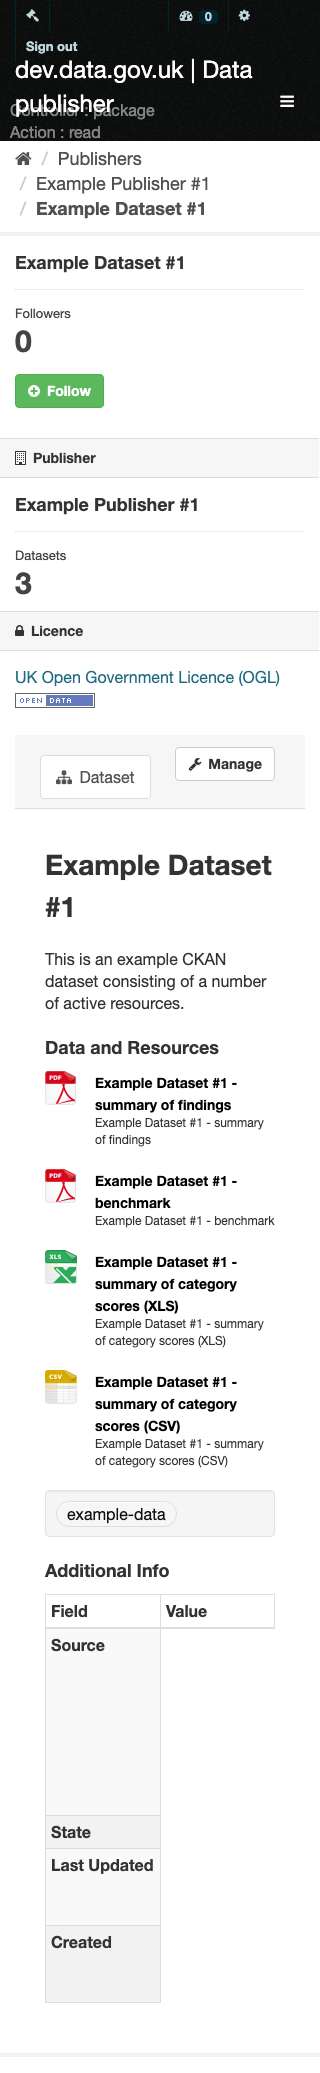 0
Sign out
dev.data.gov.uk | Data
publisher
Controller : package
Action : read
/ Publishers
/ Example Publisher #1
/ Example Dataset #1
Example Dataset #1
Followers
0
Follow
Publisher
Example Publisher #1
Datasets
3
Licence
UK Open Government Licence (OGL)
OPEN DATA
Dataset
Manage
Example Dataset
#1
This is an example CKAN
dataset consisting of a number
of active resources.
Data and Resources
PDF
Example Dataset #1 -
summary of findings
Example Dataset #1 - summary
of findings
PDF
Example Dataset #1 -
benchmark
Example Dataset #1 - benchmark
XLS
Example Dataset #1 -
summary of category
scores (XLS)
Example Dataset #1 - summary
of category scores (XLS)
CSV
Example Dataset #1 -
summary of category
scores (CSV)
Example Dataset #1 - summary
of category scores (CSV)
example-data
Additional Info
Field Value
Source
State
Last Updated
Created